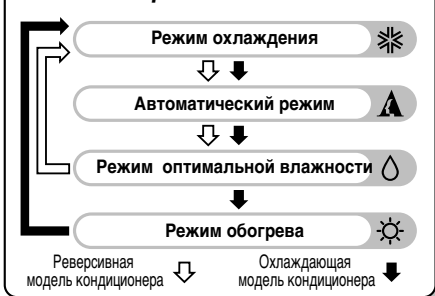 Режим охлаждения
Автоматический режим
Режим оптимальной влажности
Режим обогрева
Реверсивная
модель кондиционера
Охлаждающая
модель кондиционера